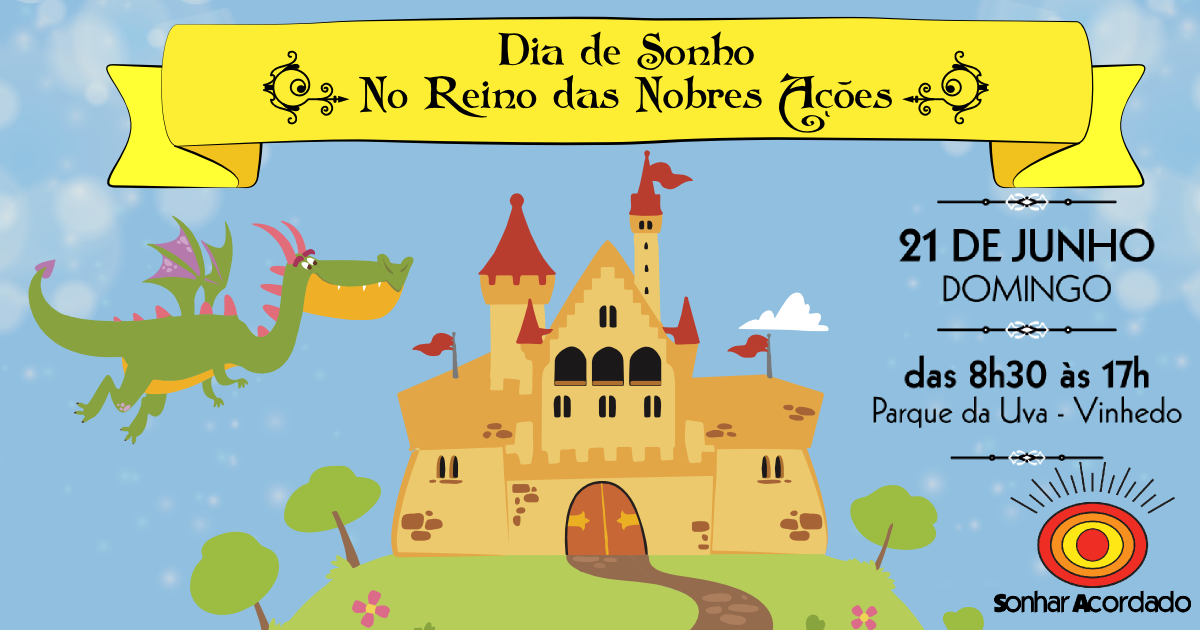 Dia de Sonho
No Reino das Nobres Ações
21 DE JUNHO
DOMINGO
das 8h30 às 17h
Parque da Uva - Vinhedo
Sonhar Acordado